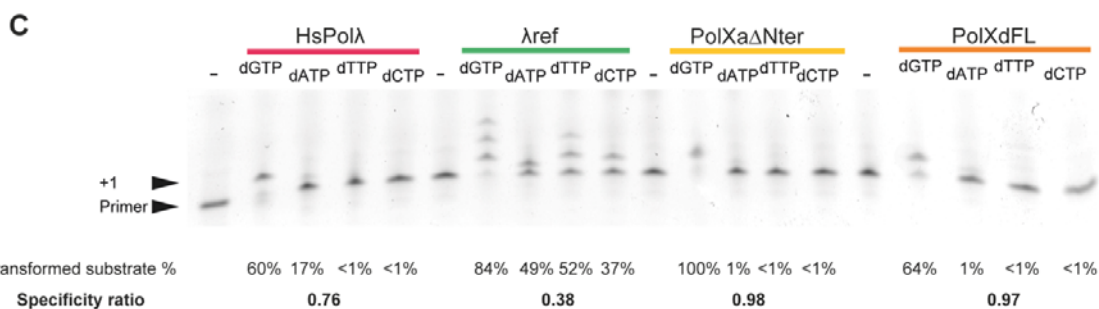 C
HsPolλ λref PolXaΔNter PolXdFL
- dGTP dATP dTTP dCTP - dGTP dATP dTTP dCTP - dGTP dATP dTTP dCTP - dGTP dATP dTTP dCTP
+1
Primer
ansformed substrate % 60% 17% <1% <1% 84% 49% 52% 37% 100% 1% <1% <1% 64% 1% <1% <1%
Specificity ratio 0.76 0.38 0.98 0.97